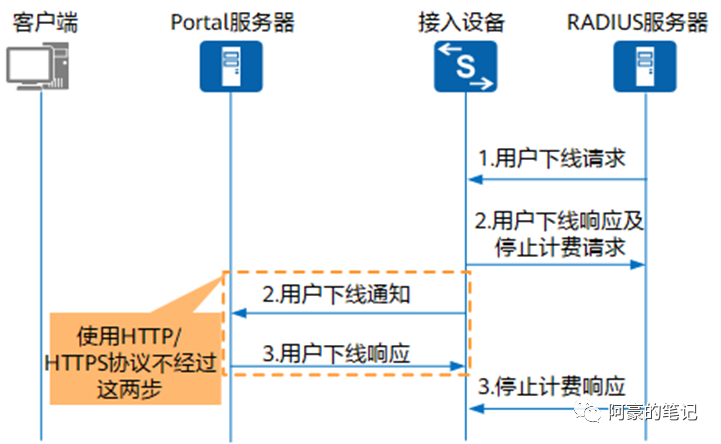 客户端
Portal服务器
接入设备
RADIUS服务器
S
1.用户下线请求
2.用户下线响应及
停止计费请求
2.用户下线通知
使用HTTP/
HTTPS协议不经过
这两步
3.用户下线响应
3.停止计费响应
阿豪的笔记